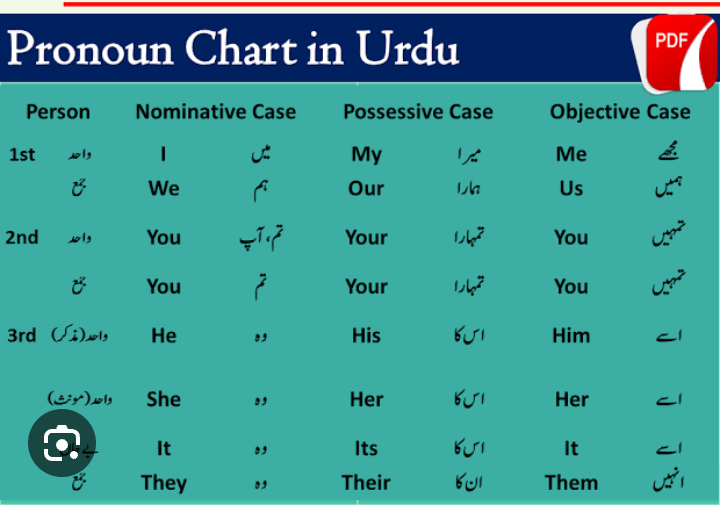 Pronoun Chart in Urdu
PDF
Person Nominative Case Possessive Case Objective Case
1st واحد I میں My میرا Me مجھے
جمع We ہم Our ہمارا Us ہمیں
2nd واحد You تم، آپ Your تمہارا You تمہیں
جمع You تم Your تمہارا You تمہیں
3rd واحد(مذکر) He وہ His اس کا Him اسے
واحد(مونث) She وہ Her اس کا Her اسے
It وہ Its اس کا It اسے
جمع They وہ Their ان کا Them انہیں